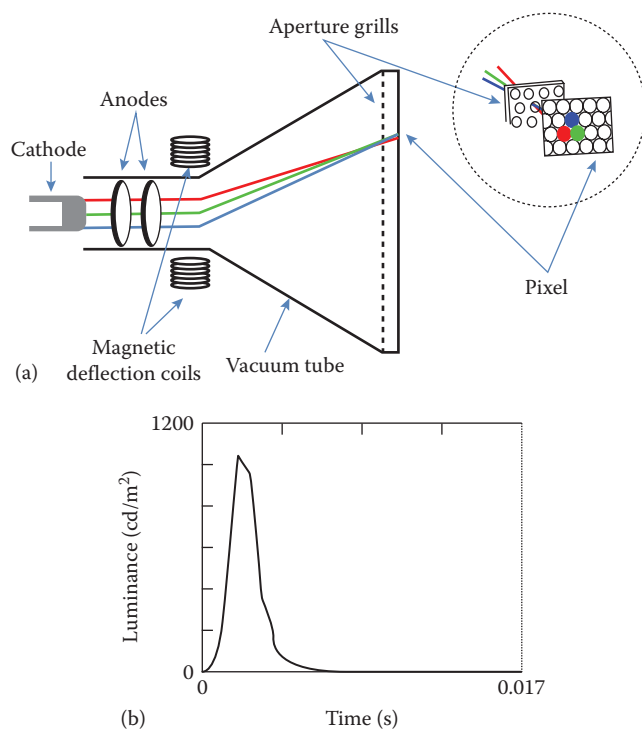 Aperture grills
Anodes
Cathode
Pixel
Magnetic
deflection coils
Vacuum tube
(a)
1200
Luminance (cd/m²)
0
0
0.017
Time (s)
(b)